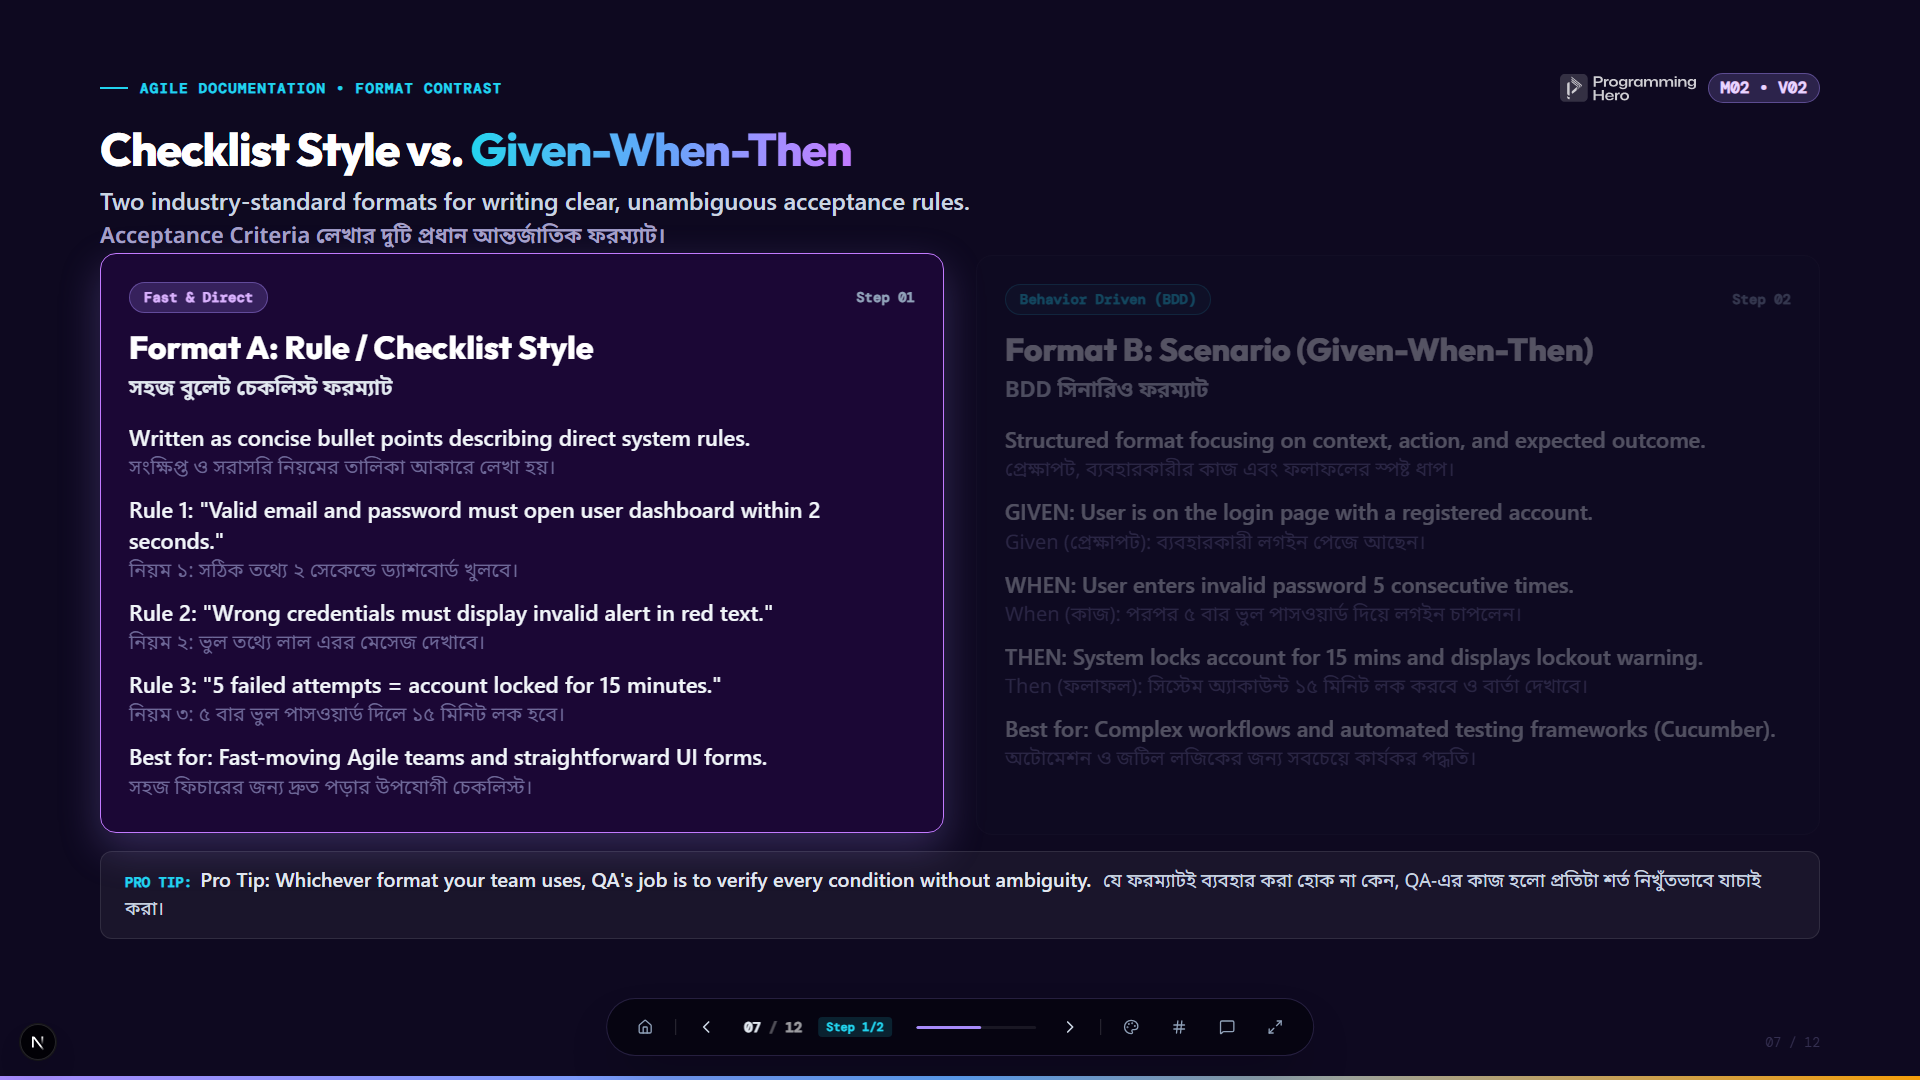 AGILE DOCUMENTATION • FORMAT CONTRAST
Programming
Hero
M02 • V02
Checklist Style vs. Given-When-Then
Two industry-standard formats for writing clear, unambiguous acceptance rules.
Acceptance Criteria লেখার দুটি প্রধান আন্তর্জাতিক ফরম্যাট।
Fast & Direct
Step 01
Format A: Rule / Checklist Style
সহজ বুলেট চেকলিস্ট ফরম্যাট
Written as concise bullet points describing direct system rules.
সংক্ষিপ্ত ও সরাসরি নিয়মের তালিকা আকারে লেখা হয়।
Rule 1: "Valid email and password must open user dashboard within 2
seconds."
নিয়ম ১: সঠিক তথ্যে ২ সেকেন্ডে ড্যাশবোর্ড খুলবে।
Rule 2: "Wrong credentials must display invalid alert in red text."
নিয়ম ২: ভুল তথ্যে লাল এরর মেসেজ দেখাবে।
Rule 3: "5 failed attempts = account locked for 15 minutes."
নিয়ম ৩: ৫ বার ভুল পাসওয়ার্ড দিলে ১৫ মিনিট লক হবে।
Best for: Fast-moving Agile teams and straightforward UI forms.
সহজ ফিচারের জন্য দ্রুত পড়ার উপযোগী চেকলিস্ট।
Behavior Driven (BDD)
Step 02
Format B: Scenario (Given-When-Then)
BDD সিনারিও ফরম্যাট
Structured format focusing on context, action, and expected outcome.
প্রেক্ষাপট, ব্যবহারকারীর কাজ এবং ফলাফলের স্পষ্ট ধাপ।
GIVEN: User is on the login page with a registered account.
Given (প্রেক্ষাপট): ব্যবহারকারী লগইন পেজে আছেন।
WHEN: User enters invalid password 5 consecutive times.
When (কাজ): পরপর ৫ বার ভুল পাসওয়ার্ড দিয়ে লগইন চাপলেন।
THEN: System locks account for 15 mins and displays lockout warning.
Then (ফলাফল): সিস্টেম অ্যাকাউন্ট ১৫ মিনিট লক করবে ও বার্তা দেখাবে।
Best for: Complex workflows and automated testing frameworks (Cucumber).
অটোমেশন ও জটিল লজিকের জন্য সবচেয়ে কার্যকর পদ্ধতি।
PRO TIP: Pro Tip: Whichever format your team uses, QA's job is to verify every condition without ambiguity. যে ফরম্যাটই ব্যবহার করা হোক না কেন, QA-এর কাজ হলো প্রতিটা শর্ত নিখুঁতভাবে যাচাই
করা।
07 / 12 Step 1/2
N
07 / 12